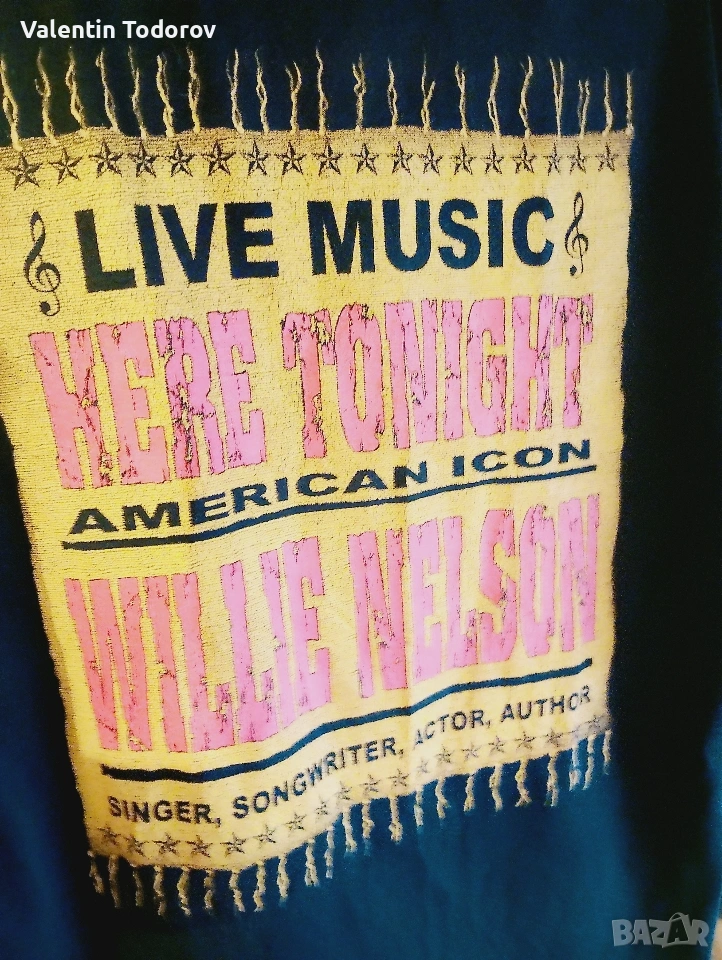 Valentin Todorov
LIVE MUSIC
HERE TONIGHT
AMERICAN ICON
WILLIE NELSON
SINGER, SONGWRITER, ACTOR, AUTHOR
BAZAR